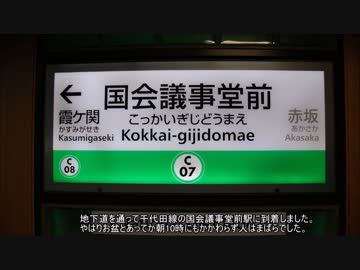 ←
国会議事堂前
こっかいぎじどうまえ
Kokkai-gijidomae
霞ケ関
かすみがせき
Kasumigaseki
赤坂
あかさか
Akasaka
C
08
C
07
地下道を通って千代田線の国会議事堂前駅に到着しました。
やはりお盆とあってか朝10時にもかかわらず人はまばらでした。